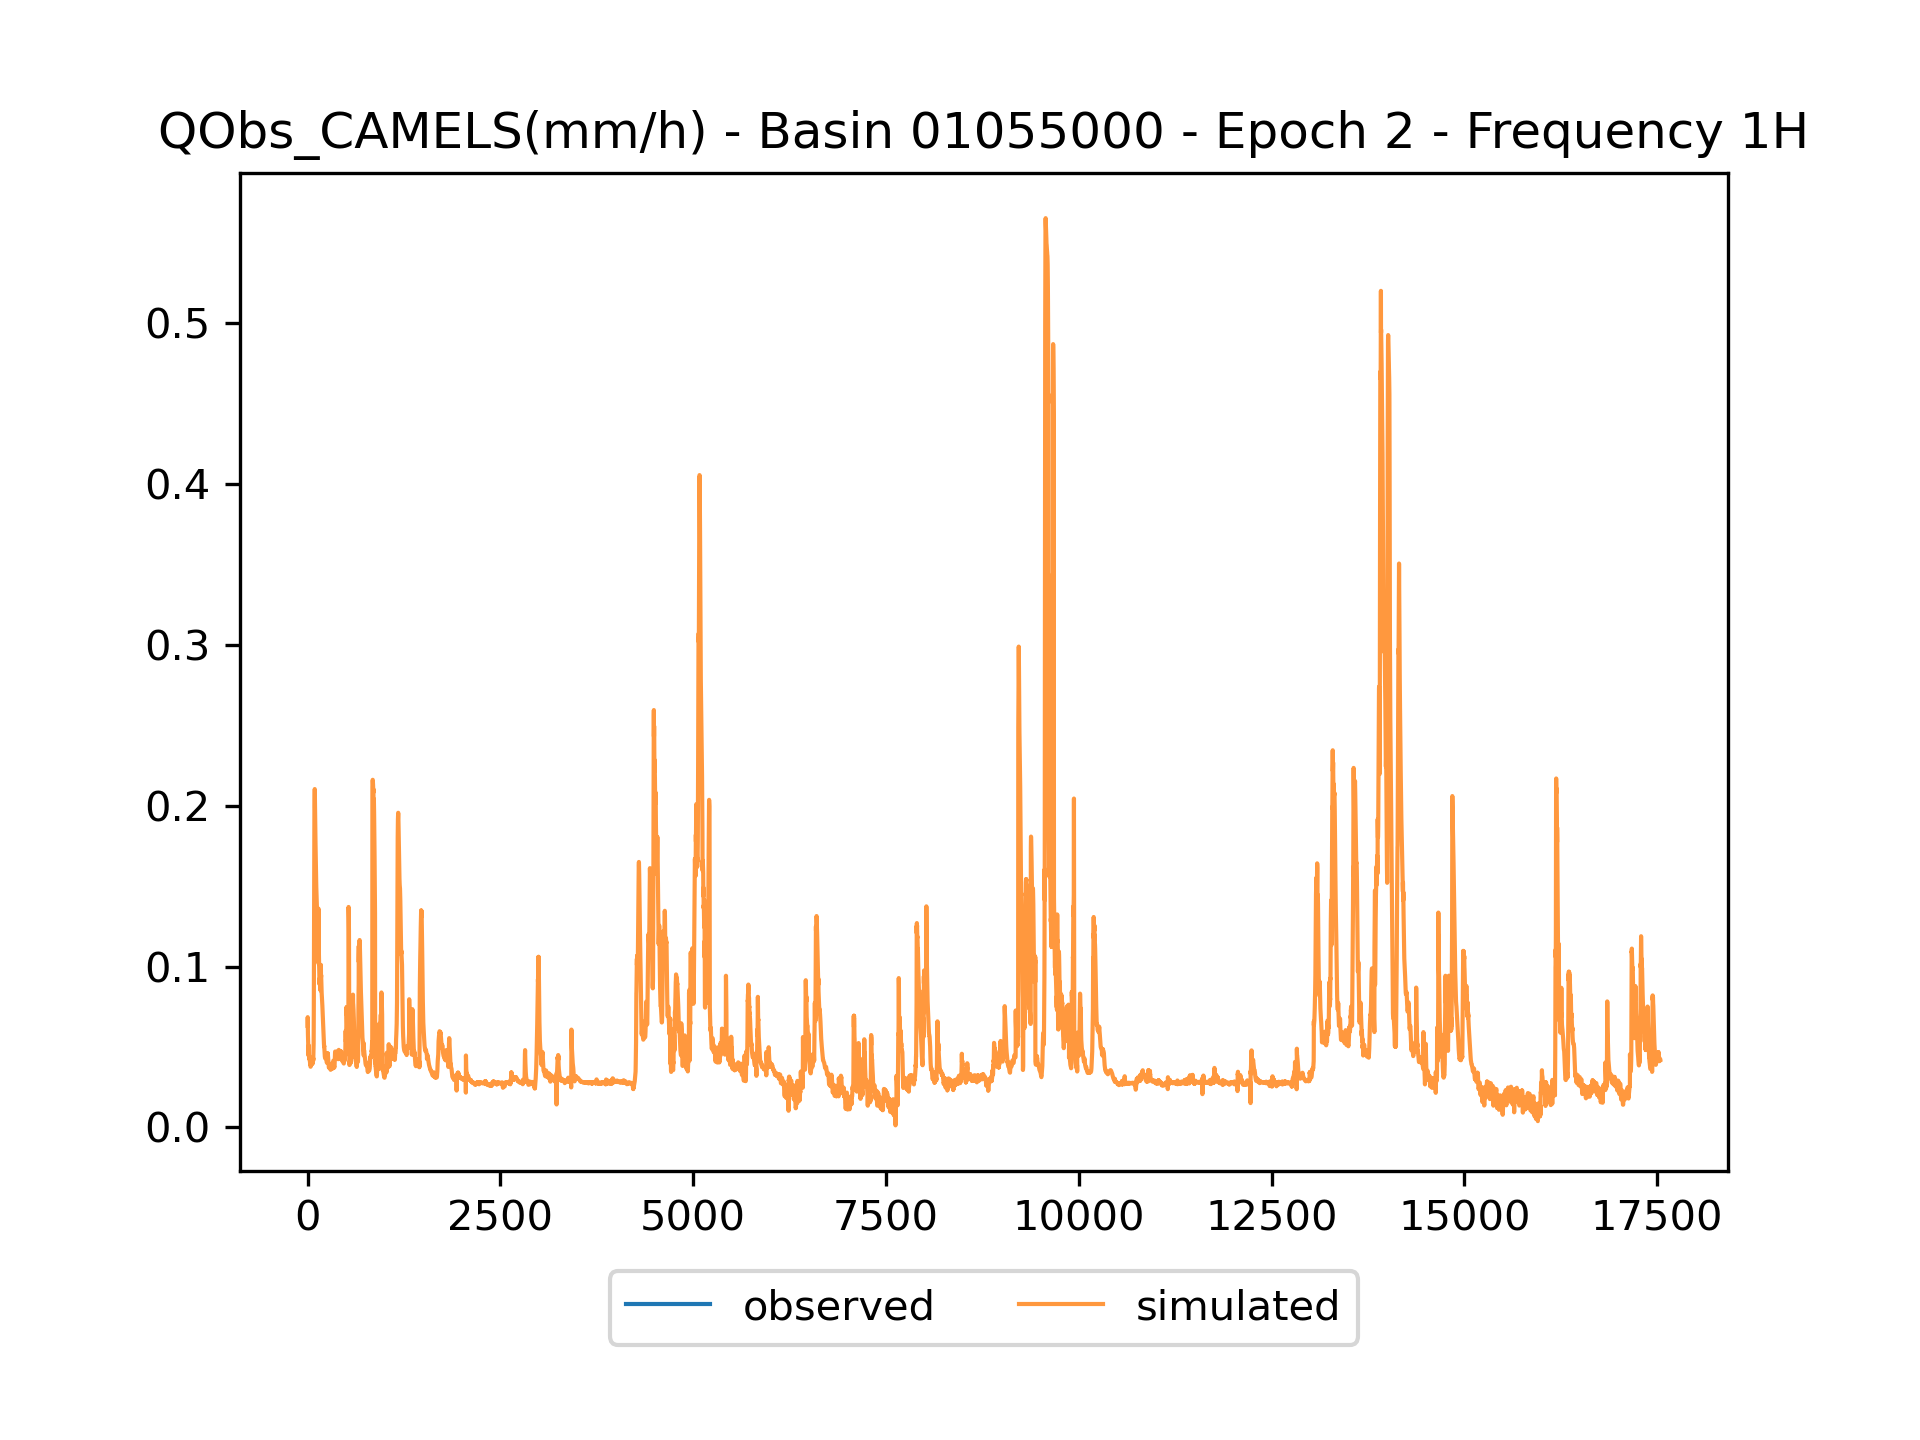 QObs_CAMELS(mm/h) - Basin 01055000 - Epoch 2 - Frequency 1H
0.5
0.4
0.3
0.2
0.1
0.0
0 2500 5000 7500 10000 12500 15000 17500
observed simulated